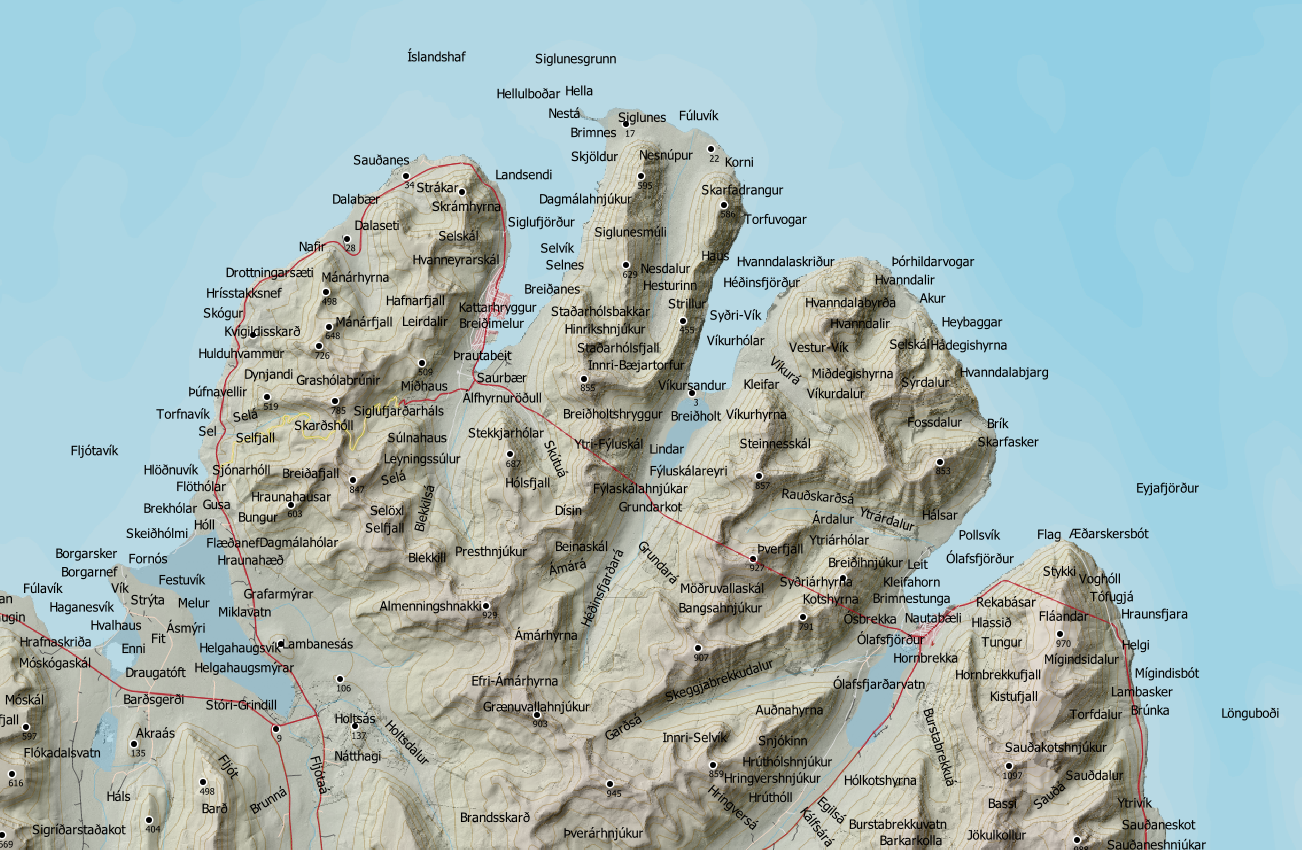 Íslandshaf
Siglunesgrunn
Hellulboðar
Hella
Nestá
Siglunes
Fúluvík
Brimnes
17
Skjöldur
Nesnúpur
22
Korni
Sauðanes
34
Strákar
Landsendi
595
Skarfadrangur
Dalabær
Skrámhyrna
Dagmálahnjúkur
586
Torfuvogar
Dalaseti
Siglufjörður
Siglunesmúli
Nafir
28
Selskál
Selvík
Hvanneyrarskál
Selnes
629
Nesdalur
Haus
Hvanndalaskriður
Þórhildarvogar
Drottningarsæti
Mánárhyrna
Hesturinn
Héðinsfjörður
Hvanndalir
Hrísstakksnef
498
Hafnarfjall
Breiðanes
Strillur
Hvanndalabyrða
Akur
Skógur
Kattarhryggur
Staðarhólsbakkar
Syðri-Vík
Mánárfjall
Leirdalir
Breiðimelur
Hinrikshnjúkur
455
Hvanndalir
Heybaggar
Kvígildisskarð
648
Víkurhólar
Hulduhvammur
726
Þrautabeit
Staðarhólsfjall
Vestur-Vík
Selskál
Hádegishyrna
509
Innri-Bæjartorfur
Víkurá
Dynjandi
Grashólabrúnir
Miðhaus
Saurbær
855
Víkursandur
Kleifar
Miðdegishyrna
Syrdalur
Hvanndalabjarg
Þúfnavellir
519
785
Álfhyrnuröðull
3
Víkurdalur
Torfnavík
Selá
Siglufjarðarháls
Breiðholtshryggur
Breiðholt
Víkurhyrna
Sel
Skarðshóll
Fossdalur
Brík
Selfjall
Súlnahaus
Stekkjarhólar
Skútuá
Ytri-Fýluskál
Lindar
Steinnesskál
Skarfasker
Fljótavík
687
Leyningssúlur
Hlöðnuvík
Sjónarhóll
Breiðafjall
Selá
Hólsfjall
Fýluskálareyri
857
853
Flöthólar
847
Fýlaskálahnjúkar
Eyjafjörður
Gusa
Hraunahausar
Blekkilsá
Rauðskarðsá
Brekhólar
603
Selöxl
Dísin
Grundarkot
Hóll
Bungur
Selfjall
Árdalur
Ytrárdalur
Hálsar
Skeiðhólmi
Pollsvík
Flag
Æðarskersbót
Flæðanef
Dagmálahólar
Ytriárhólar
Borgarsker
Fornós
Hraunahæð
Blekkill
Presthnjúkur
Beinaskál
Þverfjall
Breiðihnjúkur
Leit
Ólafsfjörður
Borgarnef
Ámárá
927
Stykki
Voghóll
Fúlavík
Vík
Festuvík
Héðinsfjarðará
Grundará
Syðriárhyrna
Kleifahorn
Grafarmýrar
Möðruvallaskál
Tófugjá
Haganesvík
Strýta
Melur
Almenningshnakki
Bangsahnjúkur
Kotshyrna
Brimnestunga
Rekabásar
Miklavatn
929
791
Ósbrekka
Nautabæli
Hlassið
Fláandar
Hraunsfjara
Hvalhaus
Ásmýri
Fit
Ámárhyrna
Ólafsfjörður
970
Hrafnaskriða
Enni
Helgahaugsvík
Lambanesás
907
Tungur
Helgi
Móskógaskál
Helgahaugsmýrar
Hornbrekka
Mígindsidalur
Draugatóft
106
Efri-Ámárhyrna
Skeggjabrekkudalur
Hornbrekkufjall
Mígindisbót
Móskál
Barðsgerði
Stóri-Grindill
Ólafsfjarðarvatn
Kistufjall
Lambasker
Grænuvallahnjúkur
Auðnahyrna
Brúnka
597
Holtsás
903
Garðsá
Torfdalur
Lönguboði
Akraás
9
137
Holtsdalur
Burstabrekkuá
Flókadalsvatn
135
Nátthagi
Innri-Selvík
Snjókinn
Sauðakotshnjúkur
616
Fljót
Fljótaá
859
Hrúthólshnjúkur
1097
Sauðdalur
498
945
Hringvershnjúkur
Hólkotshyrna
Háls
Barð
Brunná
Hringversá
Hrúthóll
Egilsá
Bassi
Sauðá
Ytrivík
404
Brandsskarð
Kálfsárá
Burstabrekkuvatn
Sigríðarstaðakot
Þverárhnjúkur
Jökulkollur
Sauðaneskot
Barkarkólla
Sauðaneshnjúkar